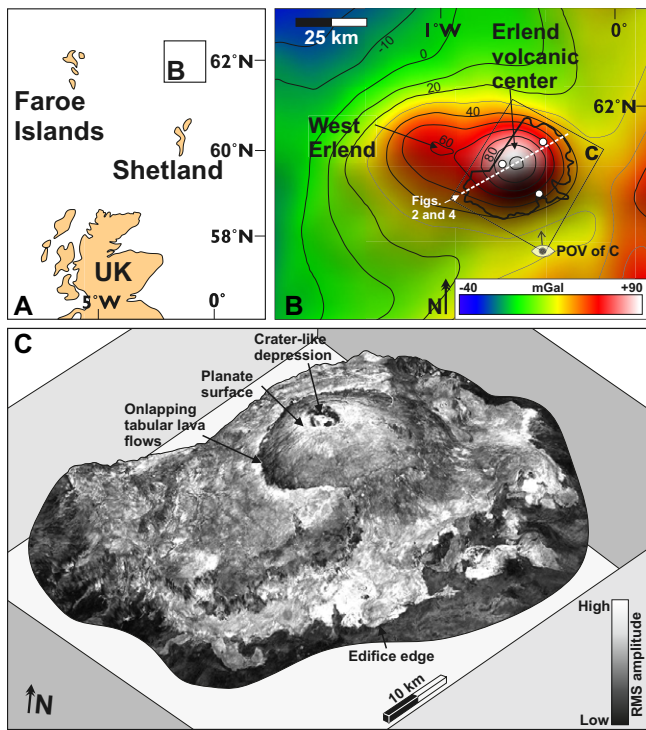 B
62°N
Faroe
Islands
60°N
Shetland
58°N
UK
A
5°W
0°
25 km
1°W
0°
-10
0
Erlend
volcanic
center
20
62°N
40
West
Erlend
60
80
C
Figs.
2 and 4
POV of C
B
N
-40
mGal
+90
C
Crater-like
depression
Planate
surface
Onlapping
tabular lava
flows
Edifice edge
10 km
N
High
RMS amplitude
Low